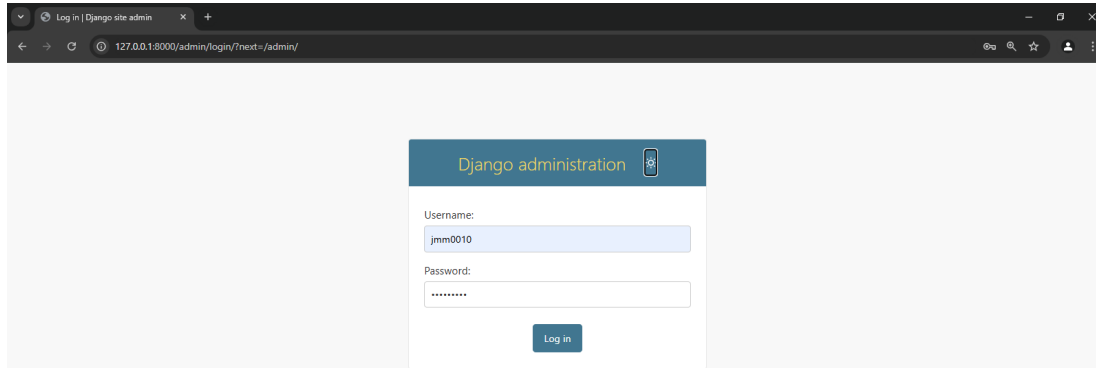 Log in | Django site admin
127.0.0.1:8000/admin/login/?next=/admin/
Django administration
Username:
jmm0010
Password:
•••••••••
Log in